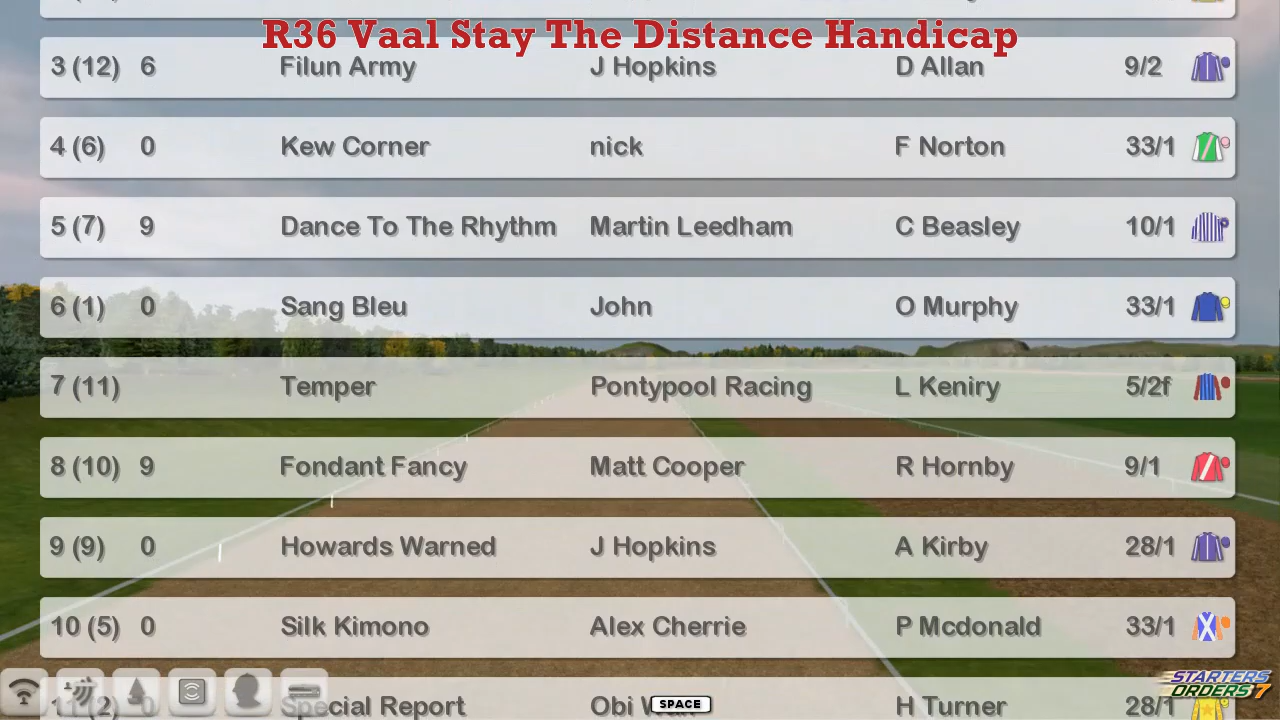 R36 Vaal Stay The Distance Handicap
3 (12) 6 Filun Army J Hopkins D Allan 9/2
4 (6) 0 Kew Corner nick F Norton 33/1
5 (7) 9 Dance To The Rhythm Martin Leedham C Beasley 10/1
6 (1) 0 Sang Bleu John O Murphy 33/1
7 (11) Temper Pontypool Racing L Keniry 5/2f
8 (10) 9 Fondant Fancy Matt Cooper R Hornby 9/1
9 (9) 0 Howards Warned J Hopkins A Kirby 28/1
10 (5) 0 Silk Kimono Alex Cherrie P Mcdonald 33/1
(2) 0 Special Report Obi H Turner 28/1
SPACE
STARTERS
ORDERS 7